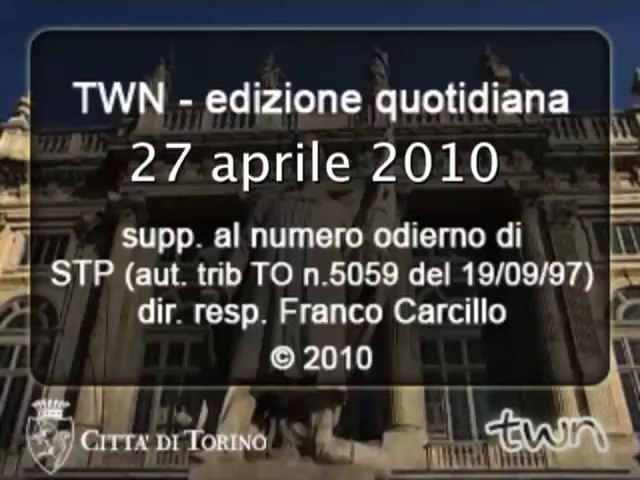 TWN - edizione quotidiana
27 aprile 2010
supp. al numero odierno di
STP (aut. trib TO n.5059 del 19/09/97)
dir. resp. Franco Carcillo
© 2010
CITTA' DI TORINO
twn